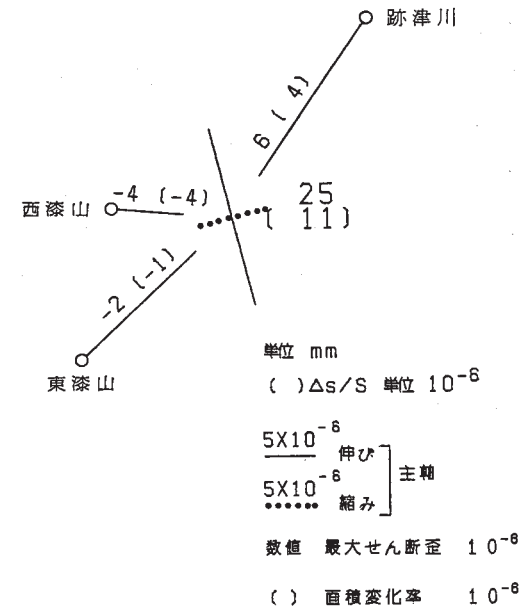 跡津川
6 ( 4)
-4 (-4)
西漆山
25
( 11)
-2 (-1)
東漆山
単位 mm
( )△s/S 単位 10⁻⁶
5X10⁻⁶ 伸び
5X10⁻⁶ 縮み
主軸
数値 最大せん断歪 10⁻⁶
( ) 面積変化率 10⁻⁶